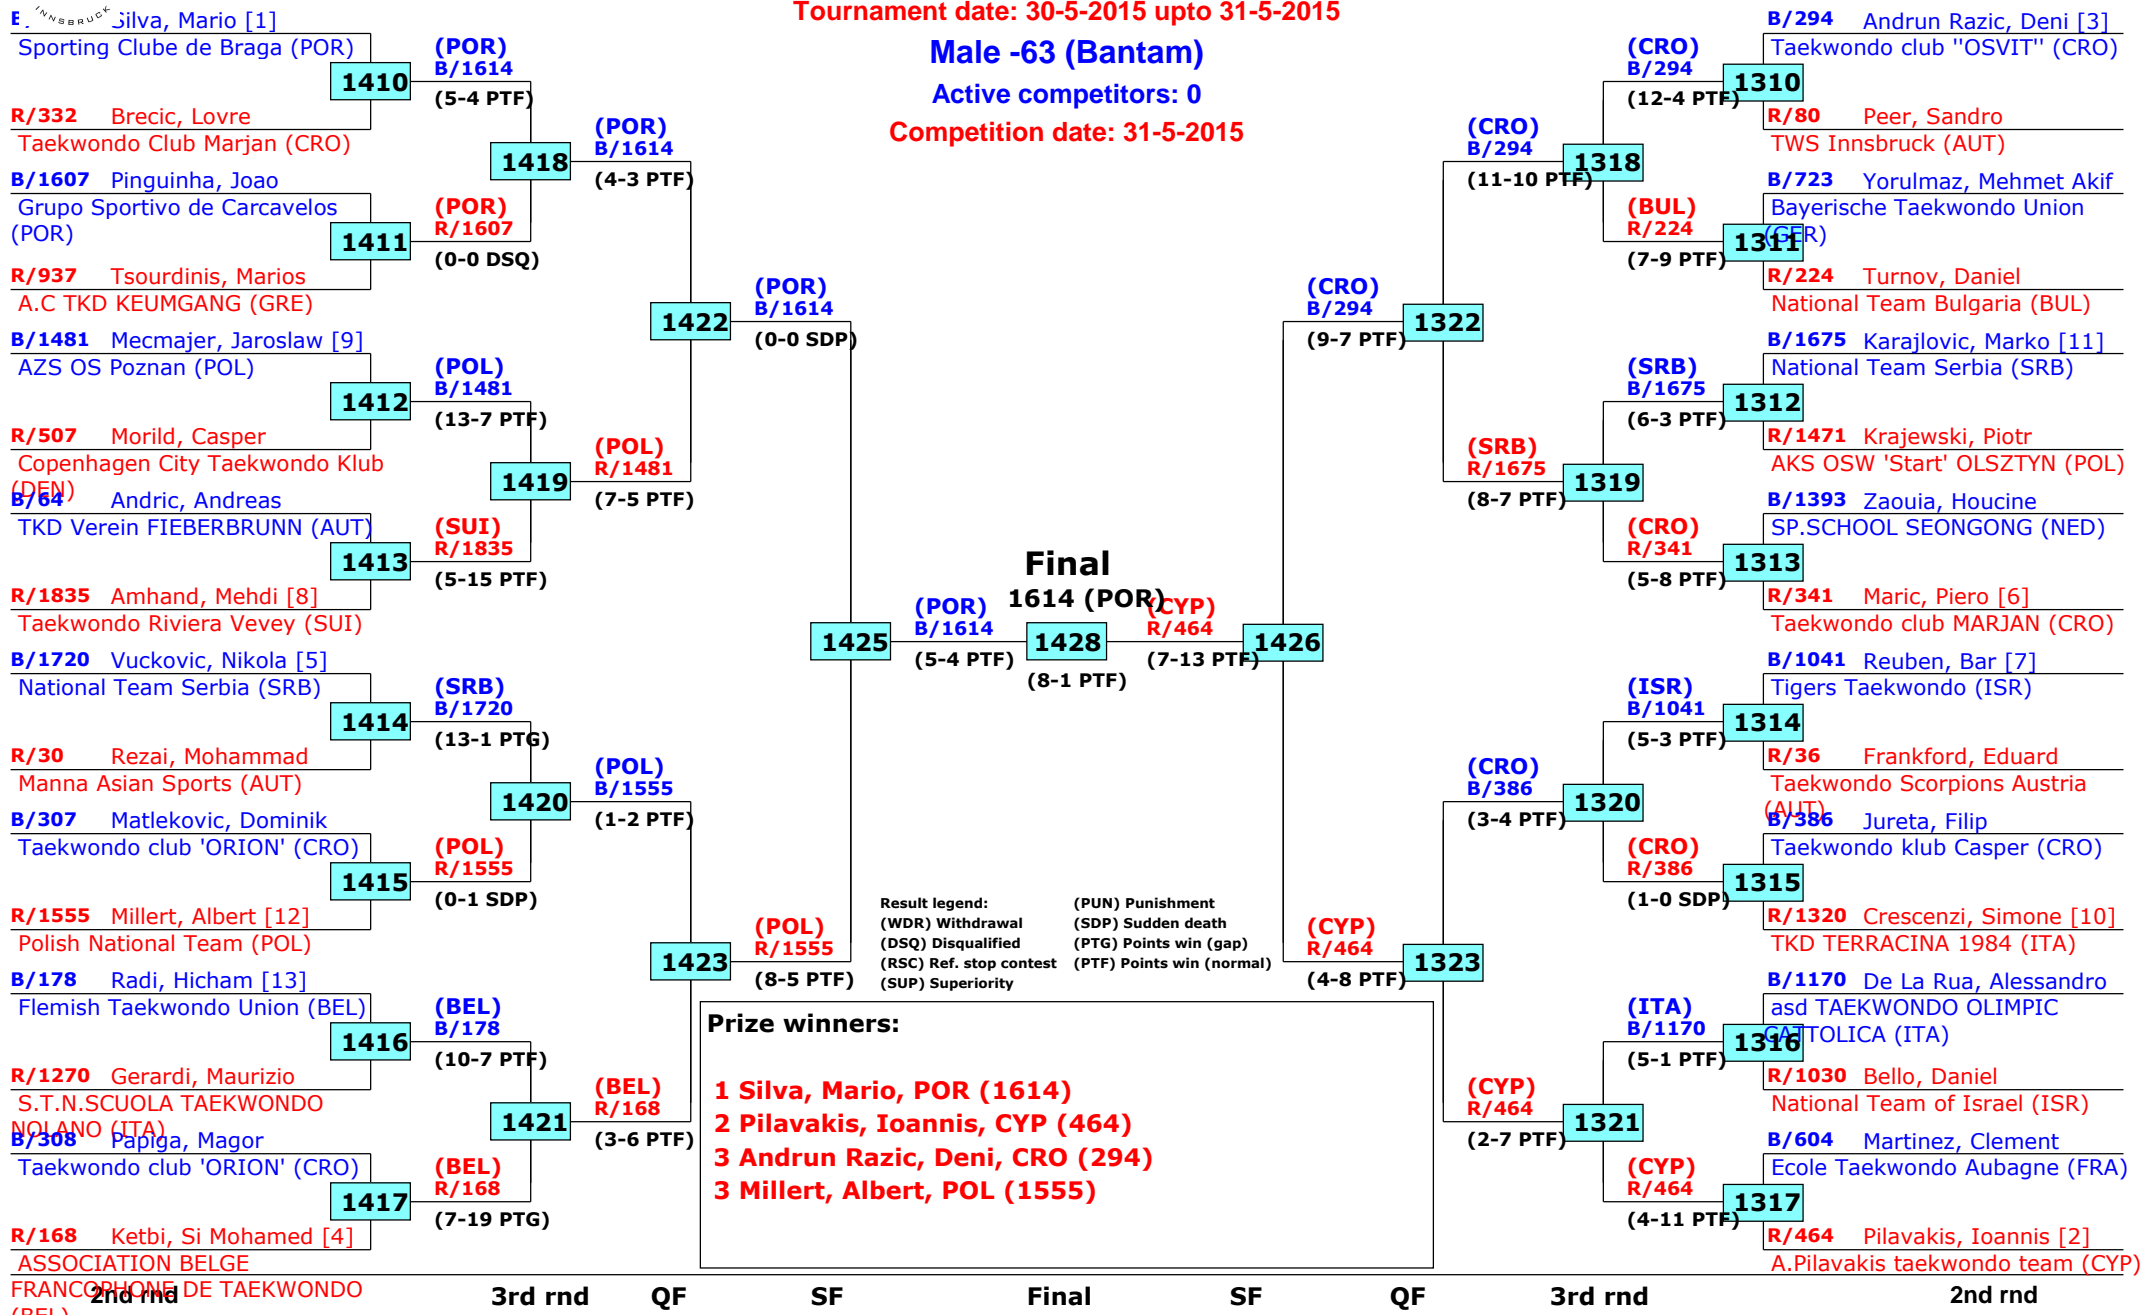 INNSBRUCK
Tournament date: 30-5-2015 upto 31-5-2015
Male -63 (Bantam)
Active competitors: 0
Competition date: 31-5-2015
Silva, Mario [1]
Sporting Clube de Braga (POR)
1410
R/332 Brecic, Lovre
Taekwondo Club Marjan (CRO)
B/1607 Pinguinha, Joao
Grupo Sportivo de Carcavelos
(POR)
1411
R/937 Tsourdinis, Marios
A.C TKD KEUMGANG (GRE)
B/1481 Mecmajer, Jaroslaw [9]
AZS OS Poznan (POL)
1412
R/507 Morild, Casper
Copenhagen City Taekwondo Klub
(DEN)
B/64 Andric, Andreas
TKD Verein FIEBERBRUNN (AUT)
1413
R/1835 Amhand, Mehdi [8]
Taekwondo Riviera Vevey (SUI)
B/1720 Vuckovic, Nikola [5]
National Team Serbia (SRB)
1414
R/30 Rezai, Mohammad
Manna Asian Sports (AUT)
B/307 Matlekovic, Dominik
Taekwondo club 'ORION' (CRO)
1415
R/1555 Millert, Albert [12]
Polish National Team (POL)
B/178 Radi, Hicham [13]
Flemish Taekwondo Union (BEL)
1416
R/1270 Gerardi, Maurizio
S.T.N.SCUOLA TAEKWONDO
NOLANO (ITA)
B/308 Papiga, Magor
Taekwondo club 'ORION' (CRO)
1417
R/168 Ketbi, Si Mohamed [4]
ASSOCIATION BELGE
FRANCOPHONE DE TAEKWONDO
(BEL)
(POR)
B/1614
(5-4 PTF)
1418
(POR)
R/1607
(0-0 DSQ)
(POL)
B/1481
(13-7 PTF)
1419
(SUI)
R/1835
(5-15 PTF)
(SRB)
B/1720
(13-1 PTG)
1420
(POL)
R/1555
(0-1 SDP)
(BEL)
B/178
(10-7 PTF)
1421
(BEL)
R/168
(7-19 PTG)
(POR)
B/1614
(4-3 PTF)
1422
(POL)
R/1481
(7-5 PTF)
(POL)
B/1555
(1-2 PTF)
1423
(BEL)
R/168
(3-6 PTF)
(POR)
B/1614
(0-0 SDP)
1425
(POL)
R/1555
(8-5 PTF)
(POR)
B/1614
(5-4 PTF)
Final
1614 (POR)
1428
(8-1 PTF)
(CYP)
R/464
(7-13 PTF)
1426
(CRO)
B/294
(9-7 PTF)
1322
(CYP)
R/464
(4-8 PTF)
1323
(CRO)
B/294
(11-10 PTF)
1318
(SRB)
R/1675
(8-7 PTF)
1319
(CRO)
B/386
(3-4 PTF)
1320
(CYP)
R/464
(2-7 PTF)
1321
(CRO)
B/294
(12-4 PTF)
1310
(BUL)
R/224
(7-9 PTF)
1311
(SRB)
B/1675
(6-3 PTF)
1312
(CRO)
R/341
(5-8 PTF)
1313
(ISR)
B/1041
(5-3 PTF)
1314
(CRO)
R/386
(1-0 SDP)
1315
(ITA)
B/1170
(5-1 PTF)
1316
(CYP)
R/464
(4-11 PTF)
1317
B/294 Andrun Razic, Deni [3]
Taekwondo club "OSVIT" (CRO)
R/80 Peer, Sandro
TWS Innsbruck (AUT)
B/723 Yorulmaz, Mehmet Akif
Bayerische Taekwondo Union
(GER)
R/224 Turnov, Daniel
National Team Bulgaria (BUL)
B/1675 Karajlovic, Marko [11]
National Team Serbia (SRB)
R/1471 Krajewski, Piotr
AKS OSW 'Start' OLSZTYN (POL)
B/1393 Zaouia, Houcine
SP.SCHOOL SEONGONG (NED)
R/341 Maric, Piero [6]
Taekwondo club MARJAN (CRO)
B/1041 Reuben, Bar [7]
Tigers Taekwondo (ISR)
R/36 Frankford, Eduard
Taekwondo Scorpions Austria
(AUT)
B/386 Jureta, Filip
Taekwondo klub Casper (CRO)
R/1320 Crescenzi, Simone [10]
TKD TERRACINA 1984 (ITA)
B/1170 De La Rua, Alessandro
asd TAEKWONDO OLIMPIC
CATTOLICA (ITA)
R/1030 Bello, Daniel
National Team of Israel (ISR)
B/604 Martinez, Clement
Ecole Taekwondo Aubagne (FRA)
R/464 Pilavakis, Ioannis [2]
A.Pilavakis taekwondo team (CYP)
Result legend:
(WDR) Withdrawal
(DSQ) Disqualified
(RSC) Ref. stop contest
(SUP) Superiority
(PUN) Punishment
(SDP) Sudden death
(PTG) Points win (gap)
(PTF) Points win (normal)
Prize winners:
1 Silva, Mario, POR (1614)
2 Pilavakis, Ioannis, CYP (464)
3 Andrun Razic, Deni, CRO (294)
3 Millert, Albert, POL (1555)
2nd rnd 3rd rnd QF SF Final SF QF 3rd rnd 2nd rnd